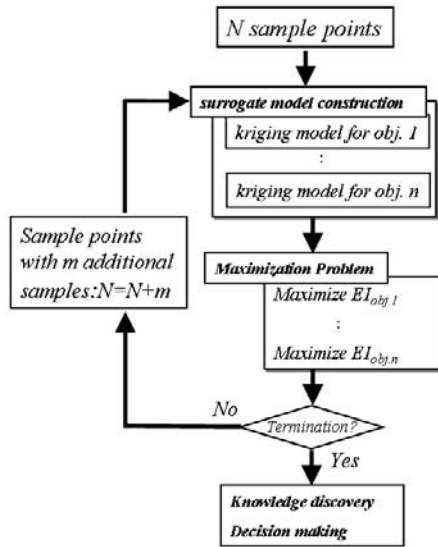 N sample points
surrogate model construction
kriging model for obj. 1
:
kriging model for obj. n
Sample points
with m additional
samples:N=N+m
Maximization Problem
Maximize EIobj.1
:
Maximize EIobj.n
No
Termination?
Yes
Knowledge discovery
Decision making